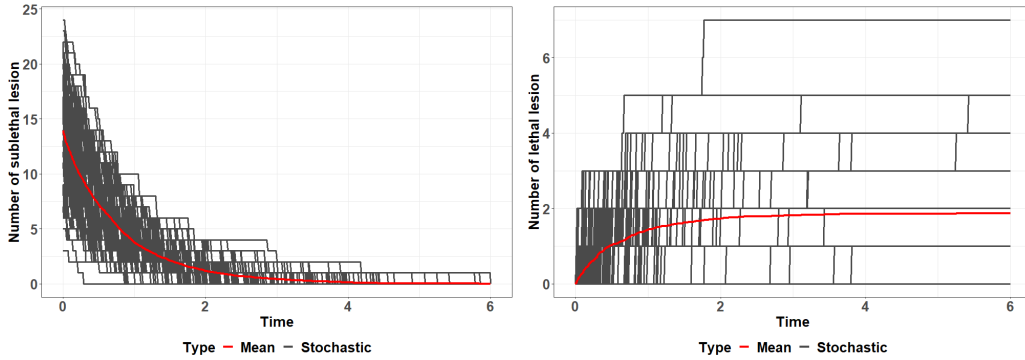 Number of sublethal lesion
25
20
15
10
5
0
0 2 4 6
Time
Type Mean Stochastic
Number of lethal lesion
6
4
2
0
0 2 4 6
Time
Type Mean Stochastic